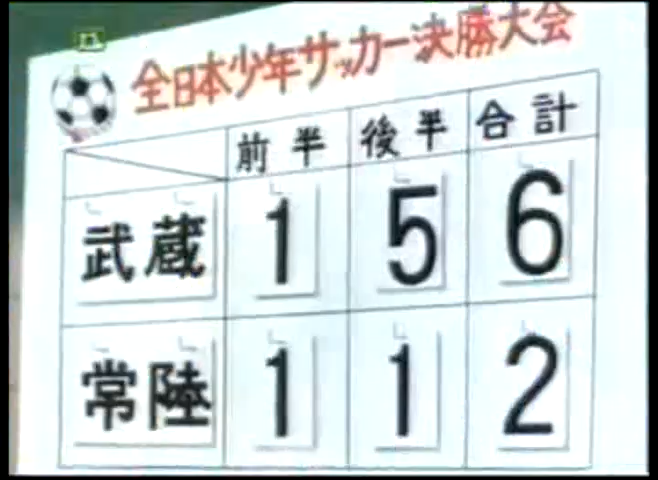 全日本少年サッカー決勝大会
前半 後半 合計
武蔵 1 5 6
常陸 1 1 2